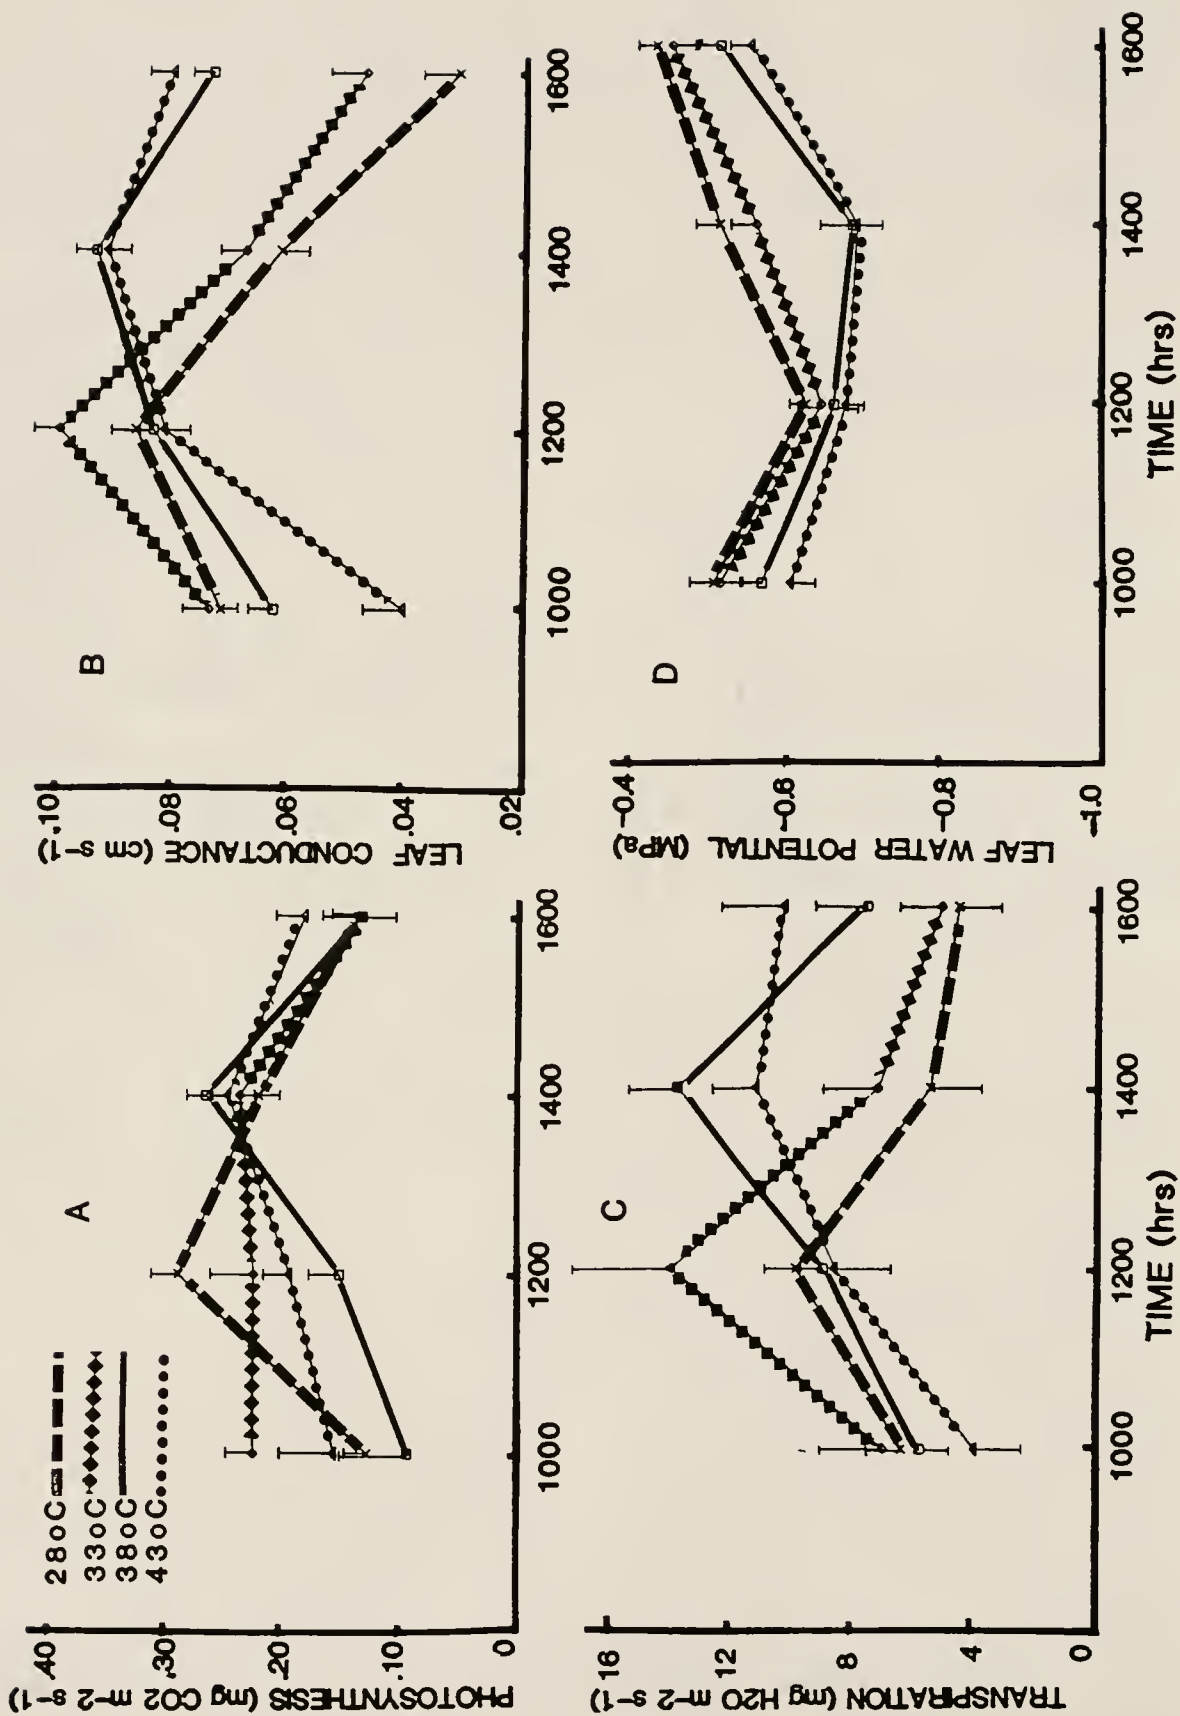 A
28oC
33oC
38oC
43oC
PHOTOSYNTHESIS (mg CO2 m-2 s-1)
.40
.30
.20
.10
0
1000
1200
1400
1600
B
LEAF CONDUCTANCE (cm s-1)
.10
.08
.06
.04
.02
1000
1200
1400
1600
C
TRANSPIRATION (mg H2O m-2 s-1)
16
12
8
4
0
1000
1200
1400
1600
TIME (hrs)
D
LEAF WATER POTENTIAL (MPa)
-0.4
-0.6
-0.8
-1.0
1000
1200
1400
1600
TIME (hrs)